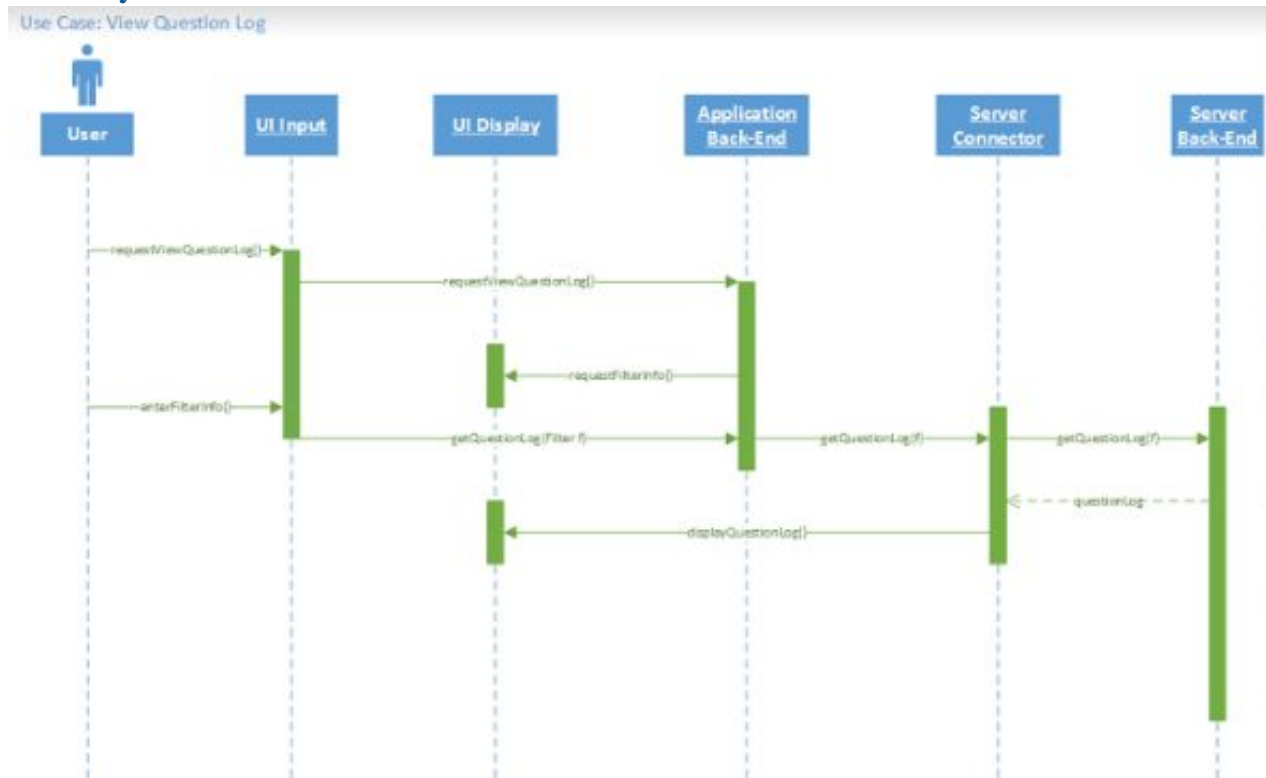 Use Case: View Question Log
User
UI Input
UI Display
Application
Back-End
Server
Connector
Server
Back-End
requestViewQuestionLog()
requestViewQuestionLog()
requestFilterInfo()
enterFilterInfo()
getQuestionLog(Filter f)
getQuestionLog(f)
getQuestionLog(f)
questionLog
displayQuestionLog()